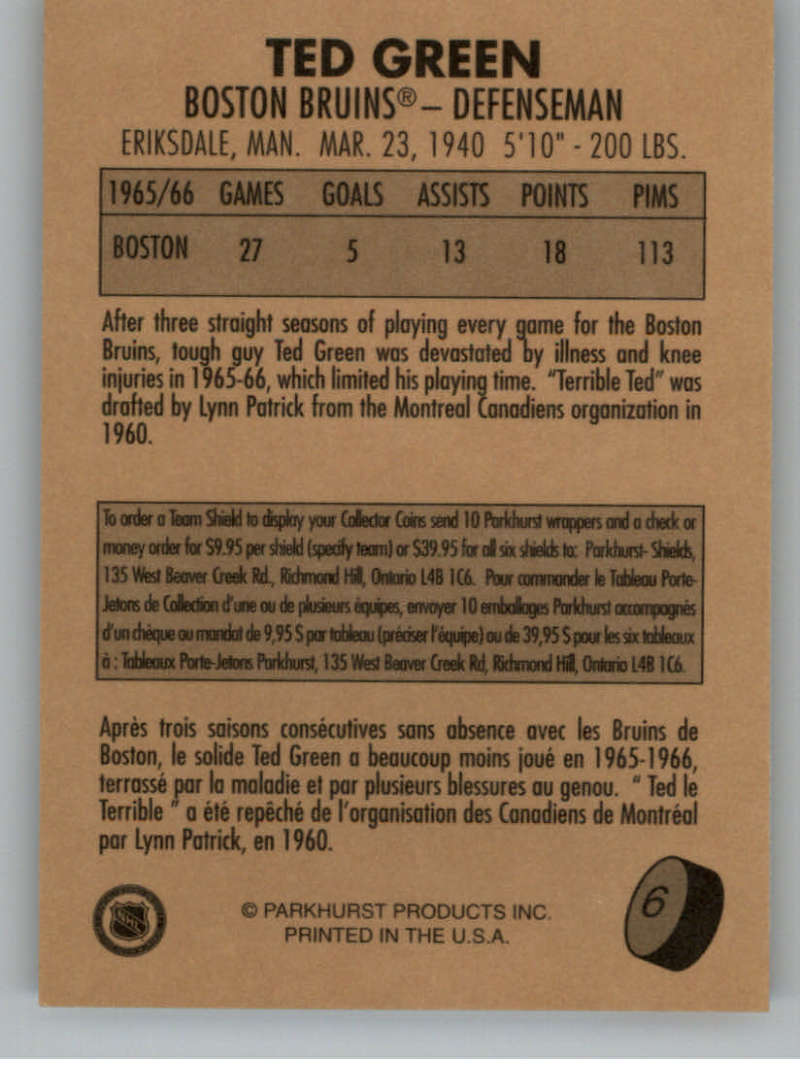 TED GREEN
BOSTON BRUINS® – DEFENSEMAN
ERIKSDALE, MAN. MAR. 23, 1940 5'10" - 200 LBS.
1965/66 GAMES GOALS ASSISTS POINTS PIMS
BOSTON 27 5 13 18 113
After three straight seasons of playing every game for the Boston
Bruins, tough guy Ted Green was devastated by illness and knee
injuries in 1965-66, which limited his playing time. "Terrible Ted" was
drafted by Lynn Patrick from the Montreal Canadiens organization in
1960.
To order a Team Shield to display your Collector Coins send 10 Parkhurst wrappers and a check or
money order for $9.95 per shield (specify team) or $39.95 for all six shields to: Parkhurst- Shields,
135 West Beaver Creek Rd., Richmond Hill, Ontario L4B 1C6. Pour commander le Tableau Porte-
Jetons de Collection d'une ou de plusieurs équipes, envoyer 10 emballages Parkhurst accompagnés
d'un chèque ou mandat de 9,95 $ par tableau (préciser l'équipe) ou de 39,95 $ pour les six tableaux
à : Tableaux Porte-Jetons Parkhurst, 135 West Beaver Creek Rd, Richmond Hill, Ontario L4B 1C6.
Après trois saisons consécutives sans absence avec les Bruins de
Boston, le solide Ted Green a beaucoup moins joué en 1965-1966,
terrassé par la maladie et par plusieurs blessures au genou. " Ted le
Terrible " a été repêché de l'organisation des Canadiens de Montréal
par Lynn Patrick, en 1960.
NHL
© PARKHURST PRODUCTS INC.
PRINTED IN THE U.S.A.
6